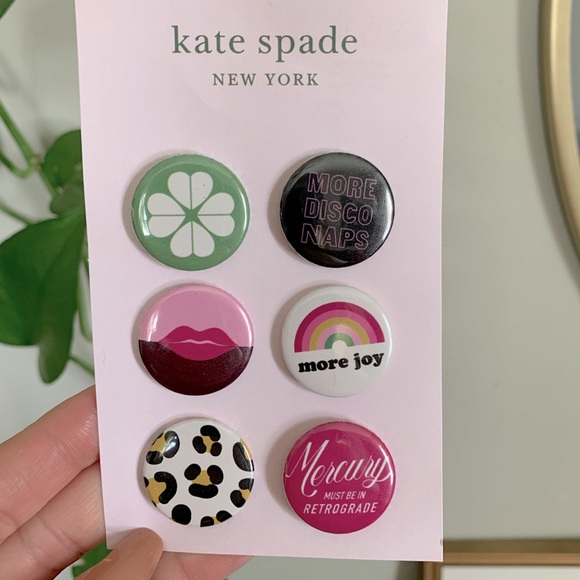 kate spade
NEW YORK
MORE
DISCO
NAPS
more joy
Mercury
MUST BE IN
RETROGRADE